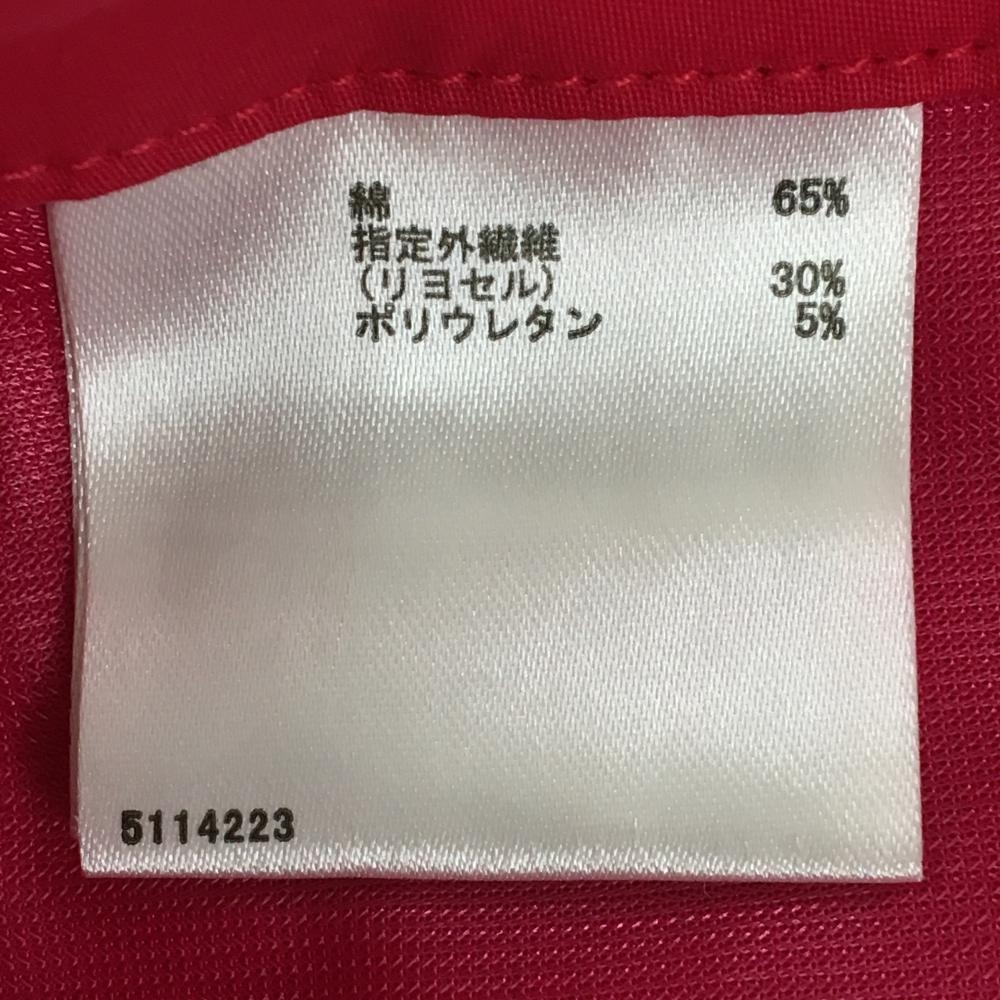 綿 65%
指定外繊維
(リヨセル) 30%
ポリウレタン 5%
5114223